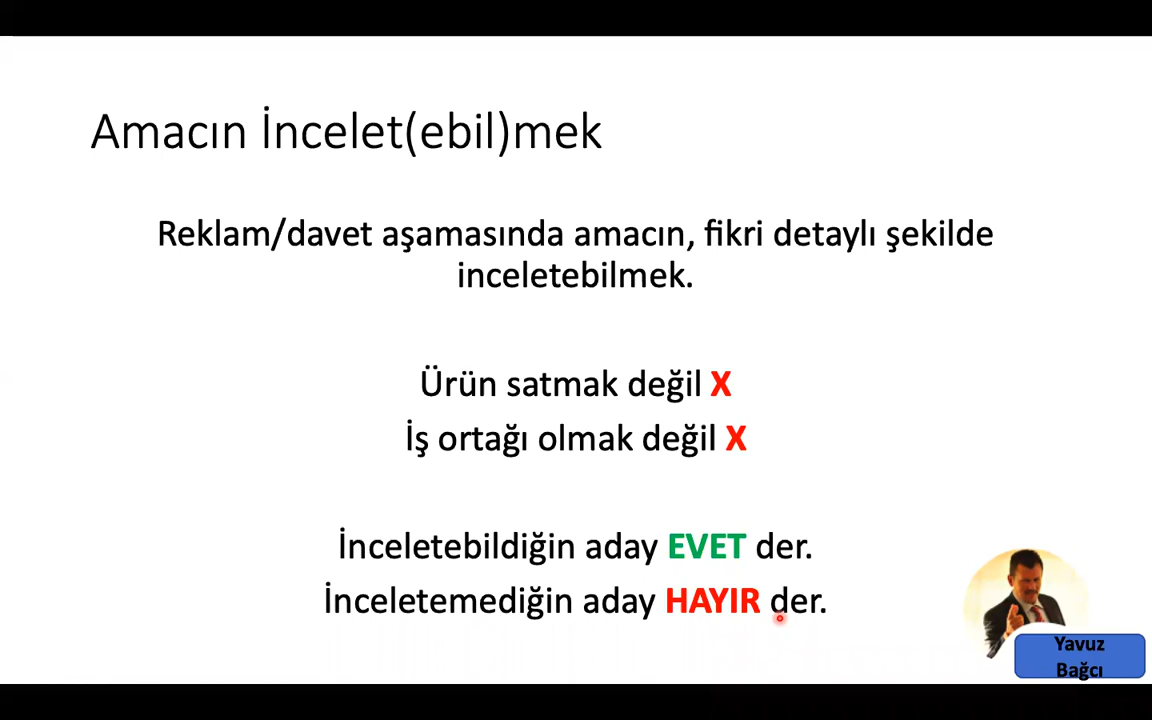 Amacın İncelet(ebil)mek
Reklam/davet aşamasında amacın, fikri detaylı şekilde
inceletebilmek.
Ürün satmak değil X
İş ortağı olmak değil X
İnceletebildiğin aday EVET der.
İnceletemediğin aday HAYIR der.
Yavuz
Bağcı